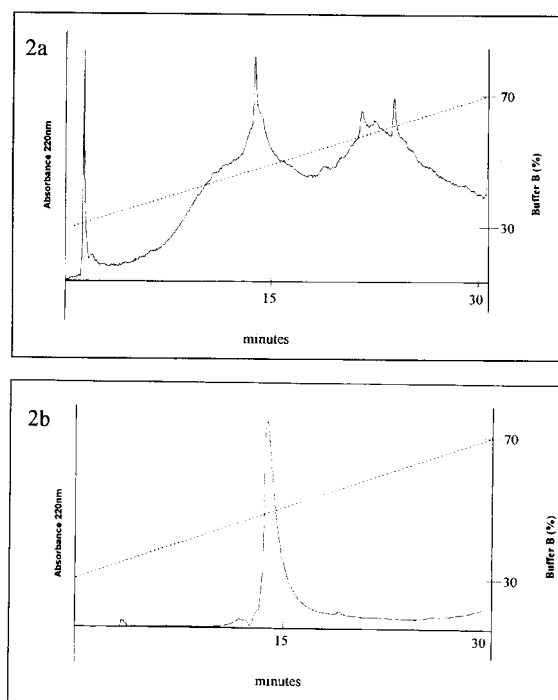 2a
Absorbance 220nm
70
30
Buffer B (%)
15
30
minutes
2b
Absorbance 220nm
70
30
Buffer B (%)
15
30
minutes